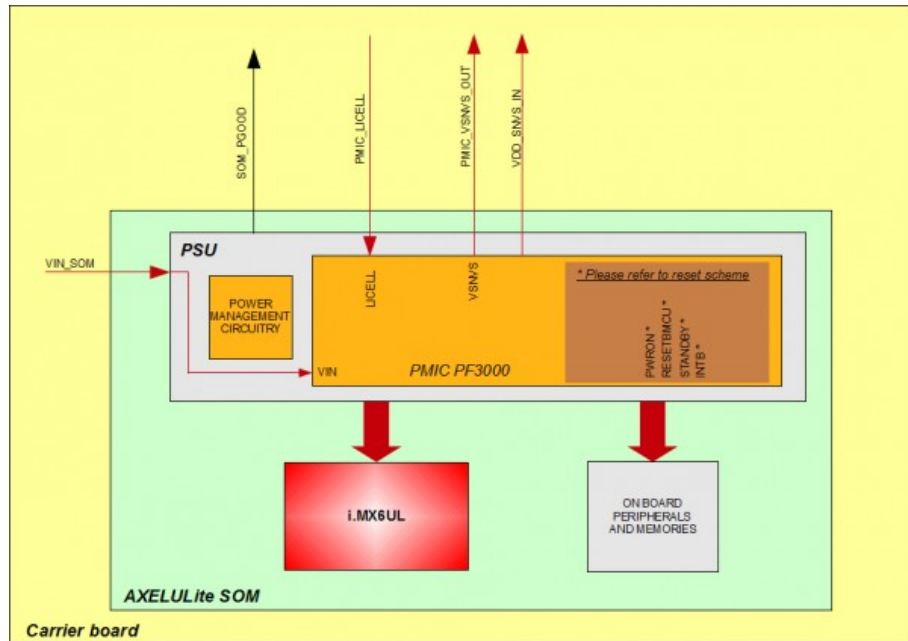 SOM_PGOOD
PMIC_LICELL
PMIC_VSNVS_OUT
VDD_SNVS_IN
VIN_SOM
PSU
POWER
MANAGEMENT
CIRCUITRY
LICELL
VSNVS
* Please refer to reset scheme
PWRON *
RESETBMCU *
STANDBY *
INTB *
VIN
PMIC PF3000
i.MX6UL
ON BOARD
PERIPHERALS
AND MEMORIES
AXELULite SOM
Carrier board